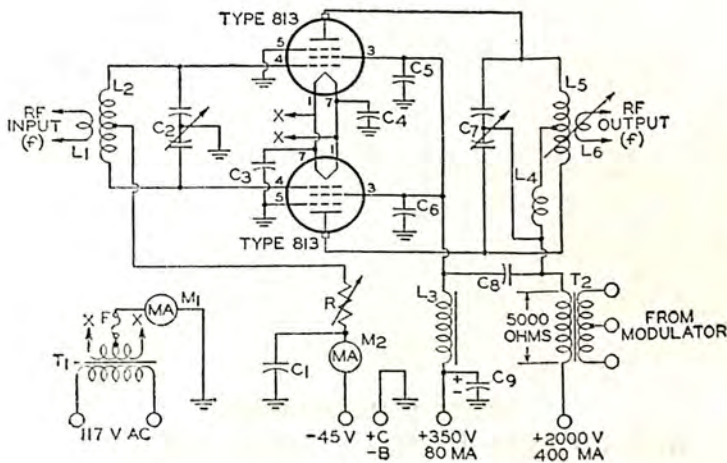 TYPE 813
5
4
3
1
7
C5
L2
C2
X
X
C4
RF
INPUT
(f)
L1
C7
L5
RF
OUTPUT
(f)
L6
L4
7
1
C3
4
5
3
C6
TYPE 813
C8
T2
R
L3
5000
OHMS
FROM
MODULATOR
X
F
X
MA
M1
T1
C1
MA
M2
+
-
C9
117 V AC
-45 V
+C
-B
+350 V
80 MA
+2000 V
400 MA